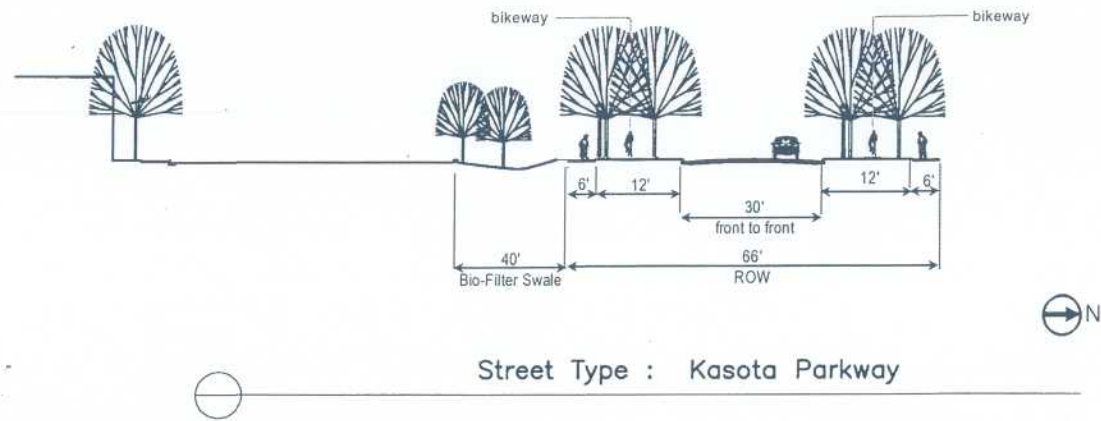 bikeway
bikeway
6'
12'
12'
6'
30'
front to front
40'
Bio-Filter Swale
66'
ROW
N
Street Type : Kasota Parkway